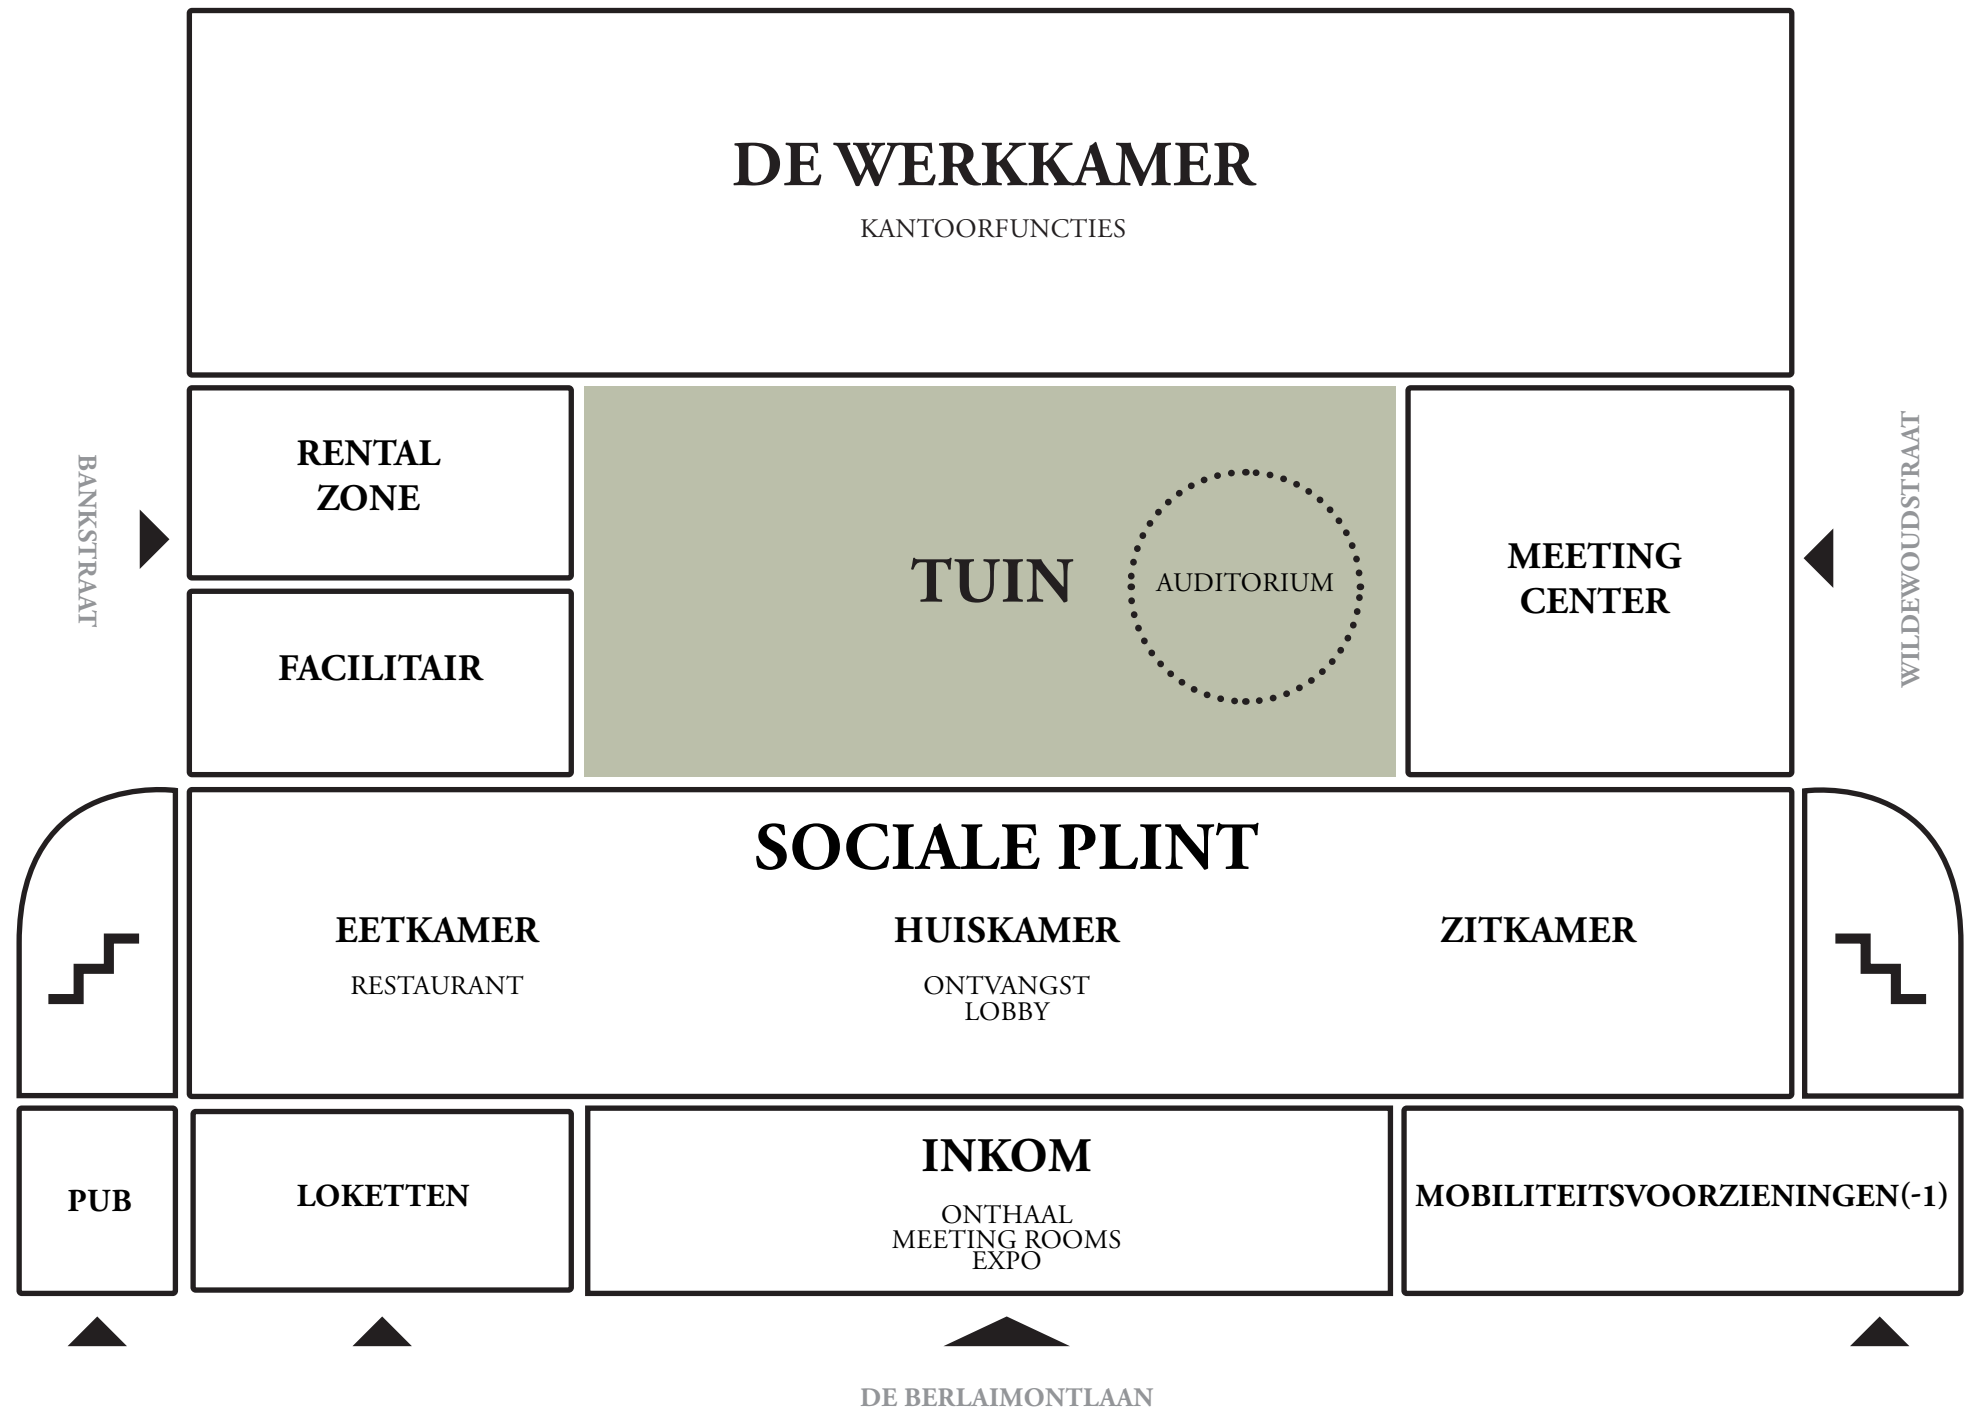 DE WERKKAMER
KANTOORFUNCTIES
RENTAL
ZONE
BANKSTRAAT
TUIN
AUDITORIUM
MEETING
CENTER
WILDEWOUDSTRAAT
FACILITAIR
SOCIALE PLINT
EETKAMER
RESTAURANT
HUISKAMER
ONTVANGST
LOBBY
ZITKAMER
PUB
LOKETTEN
INKOM
ONTHAAL
MEETING ROOMS
EXPO
MOBILITEITSVOORZIENINGEN(-1)
DE BERLAIMONTLAAN